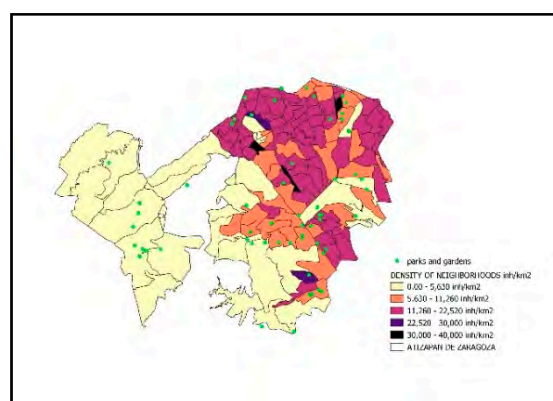 parks and gardens
DENSITY OF NEIGHBORHOODS inh/km2
0.00 - 5,630 inh/km2
5.630 - 11,260 inh/km2
11,260 - 22,520 inh/km2
22,520 30,000 inh/km2
30,000 - 40,000 inh/km2
ATIZAPAN DE ZARAGOZA